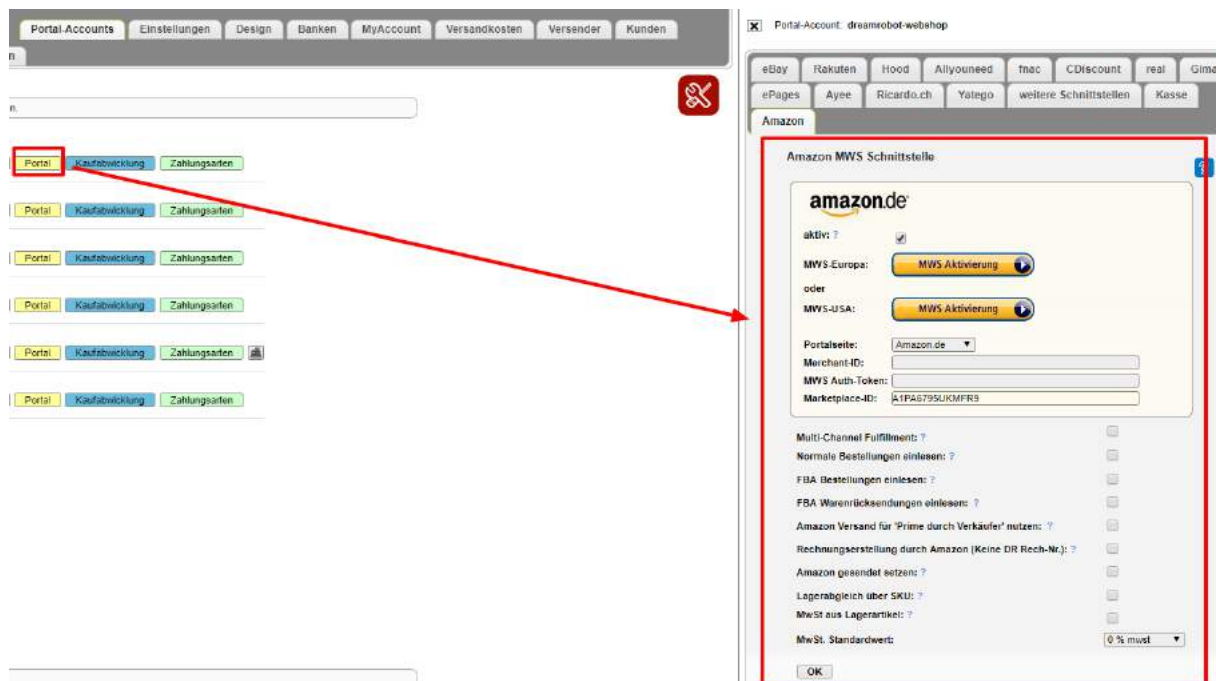 Portal-Accounts Einstellungen Design Banken MyAccount Versandkosten Versender Kunden
n
n.
Portal Kaufabwicklung Zahlungsarten
Portal Kaufabwicklung Zahlungsarten
Portal Kaufabwicklung Zahlungsarten
Portal Kaufabwicklung Zahlungsarten
Portal Kaufabwicklung Zahlungsarten
Portal Kaufabwicklung Zahlungsarten
Portal-Account: dreamrobot-webshop
eBay Rakuten Hood Allyouneed fnac CDiscount real Gima
ePages Ayee Ricardo.ch Yatego weitere Schnittstellen Kasse
Amazon
Amazon MWS Schnittstelle
?
amazon.de
aktiv: ?
MWS-Europa: MWS Aktivierung
oder
MWS-USA: MWS Aktivierung
Portalseite: Amazon.de
Merchant-ID:
MWS Auth-Token:
Marketplace-ID: A1PA6795UKMFR9
Multi-Channel Fulfillment: ?
Normale Bestellungen einlesen: ?
FBA Bestellungen einlesen: ?
FBA Warenrücksendungen einlesen: ?
Amazon Versand für 'Prime durch Verkäufer' nutzen: ?
Rechnungserstellung durch Amazon (Keine DR Rech-Nr.): ?
Amazon gesendet setzen: ?
Lagerabgleich über SKU: ?
MwSt aus Lagerartikel: ?
MwSt. Standardwert: 0 % mwst
OK